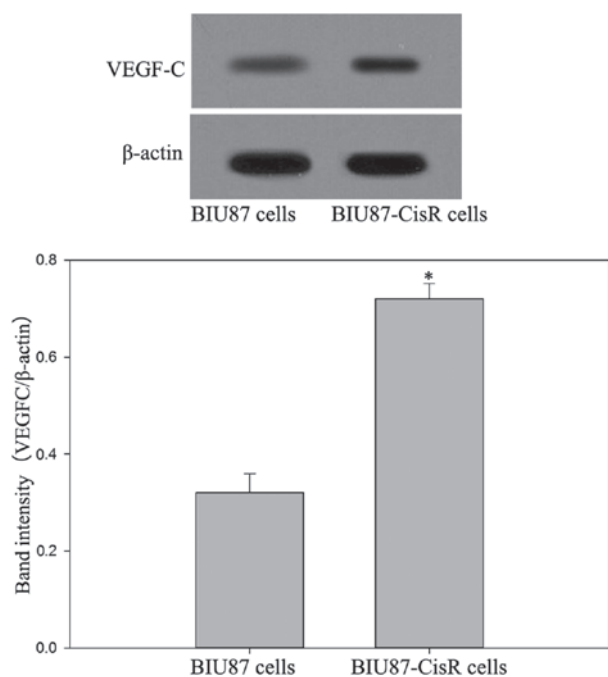 VEGF-C
β-actin
BIU87 cells BIU87-CisR cells
0.8
*
0.6
0.4
0.2
0.0
Band intensity（VEGFC/β-actin）
BIU87 cells BIU87-CisR cells